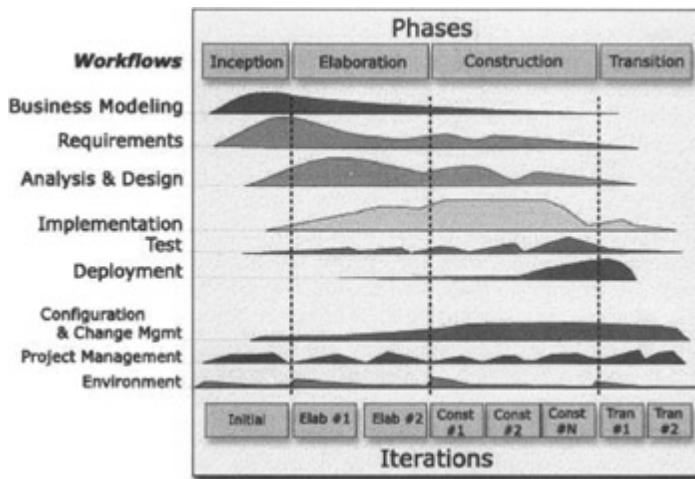 Phases
Workflows
Inception
Elaboration
Construction
Transition
Business Modeling
Requirements
Analysis & Design
Implementation
Test
Deployment
Configuration
& Change Mgmt
Project Management
Environment
Initial
Elab #1
Elab #2
Const
#1
Const
#2
Const
#N
Tran
#1
Tran
#2
Iterations